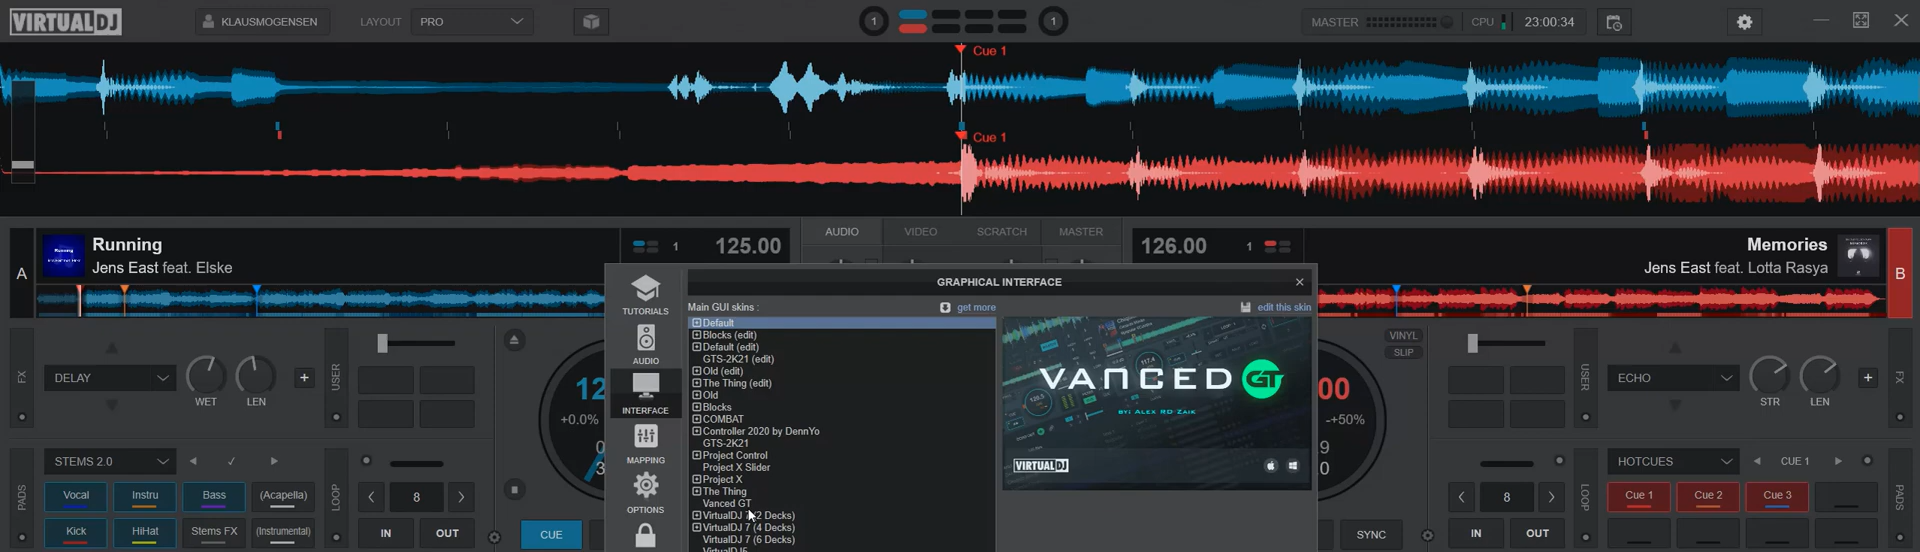 VIRTUALDJ
KLAUSMOGENSEN
LAYOUT PRO
1 1
MASTER CPU 23:00:34
Cue 1
Cue 1
A
Running
Jens East feat. Elske
1 125.00
AUDIO VIDEO SCRATCH MASTER
126.00 1
Memories
Jens East feat. Lotta Rasya
B
GRAPHICAL INTERFACE
Main GUI skins :
get more
edit this skin
TUTORIALS
AUDIO
INTERFACE
MAPPING
OPTIONS
Default
Blocks (edit)
Default (edit)
GTS-2K21 (edit)
Old (edit)
The Thing (edit)
Old
Blocks
COMBAT
Controller 2020 by DennYo
GTS-2K21
Project Control
Project X Slider
Project X
The Thing
Vanced GT
VirtualDJ 7 (2 Decks)
VirtualDJ 7 (4 Decks)
VirtualDJ 7 (6 Decks)
VANCED GT
BY: ALEX RD ZAIK
VIRTUALDJ
FX
DELAY
WET LEN
USER
+0.0%
STEMS 2.0
PADS
Vocal Instru Bass (Acapella)
Kick HiHat Stems FX (Instrumental)
LOOP
8
IN OUT
CUE
VINYL
SLIP
-+50%
USER
ECHO
STR LEN
FX
SYNC
LOOP
8
IN OUT
HOTCUES CUE 1
Cue 1 Cue 2 Cue 3
PADS